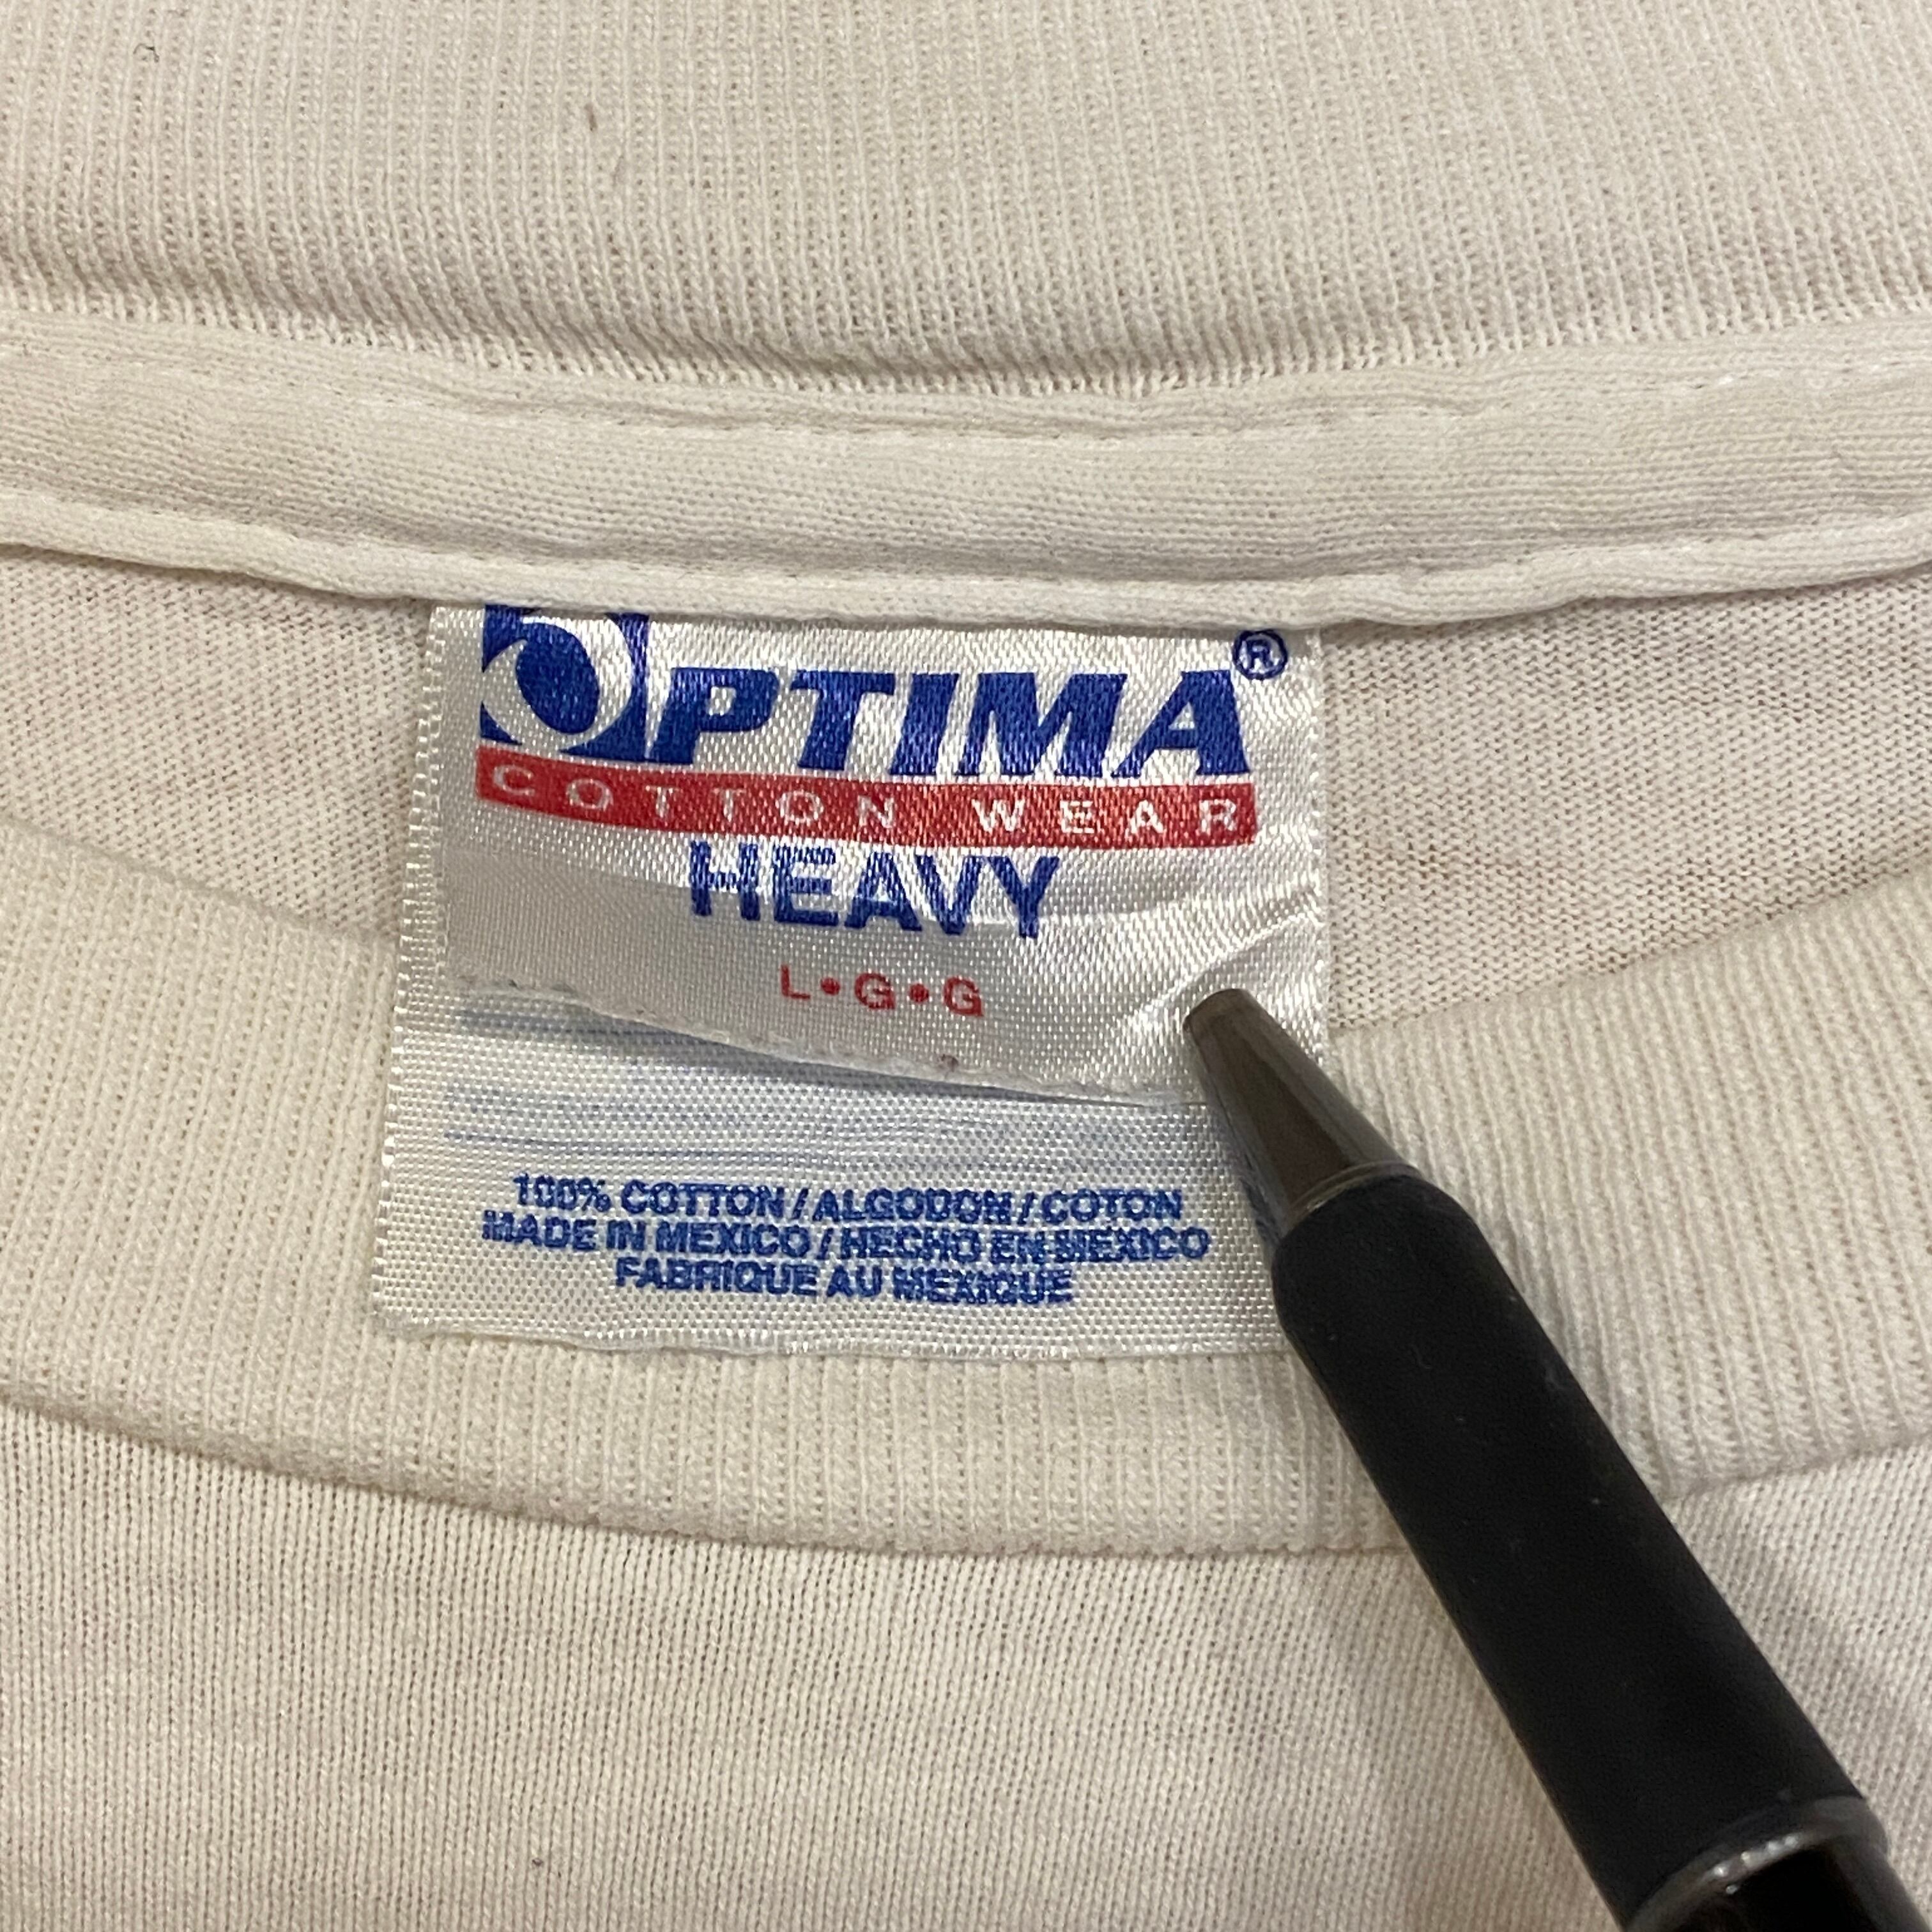 OPTIMA®
COTTON WEAR
HEAVY
L•G•G
100% COTTON / ALGODON / COTON
MADE IN MEXICO / HECHO EN MEXICO
FABRIQUE AU MEXIQUE